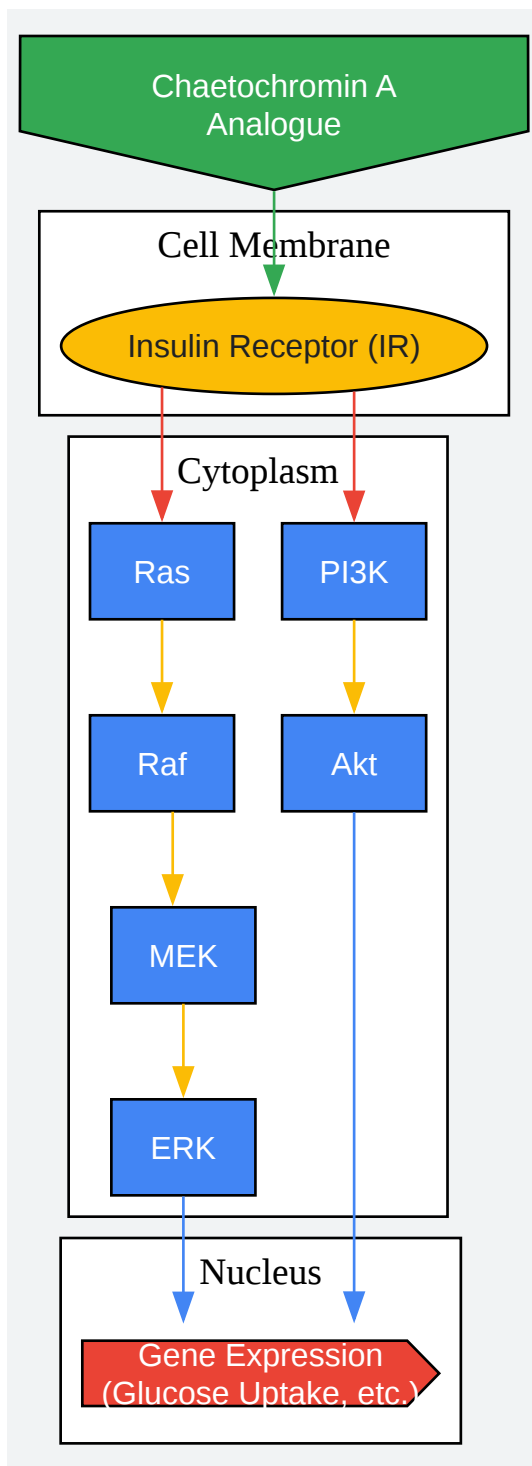 Chaetochromin A
Analogue
Cell Membrane
Insulin Receptor (IR)
Cytoplasm
Ras
PI3K
Raf
Akt
MEK
ERK
Nucleus
Gene Expression
(Glucose Uptake, etc.)